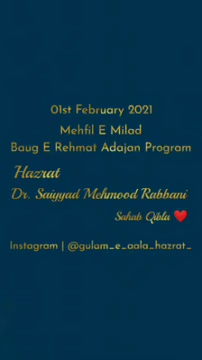 01st February 2021
Mehfil E Milad
Baug E Rehmat Adajan Program
Hazrat
Dr. Saiyyad Mehmood Rabbani
Sahab Qibla ❤️
Instagram | @gulam_e_aala_hazrat_